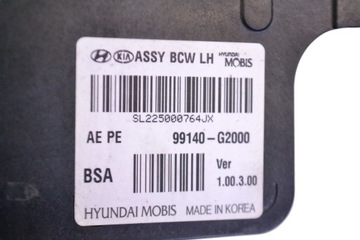 HYUNDAI KIA ASSY BCW LH HYUNDAI MOBIS
SL225000764JX
AE PE 99140-G2000
BSA Ver 1.00.3.00
HYUNDAI MOBIS MADE IN KOREA